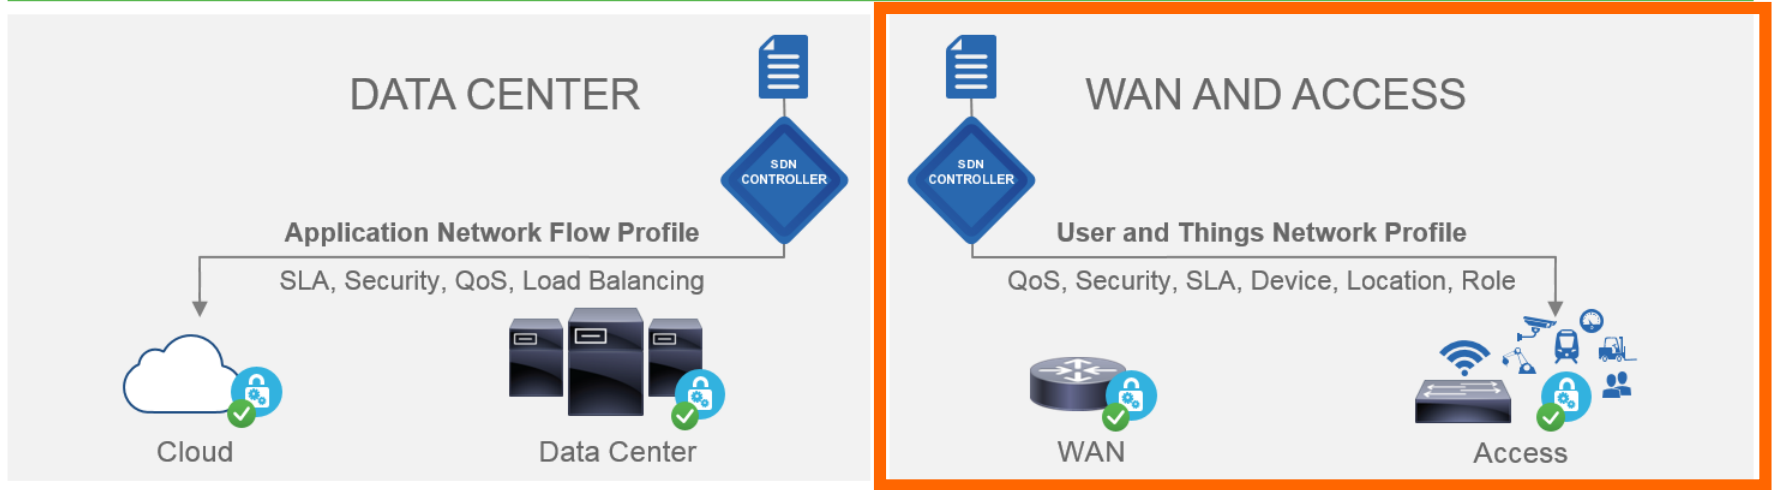 DATA CENTER
SDN
CONTROLLER
Application Network Flow Profile
SLA, Security, QoS, Load Balancing
Cloud
Data Center
WAN AND ACCESS
SDN
CONTROLLER
User and Things Network Profile
QoS, Security, SLA, Device, Location, Role
WAN
Access